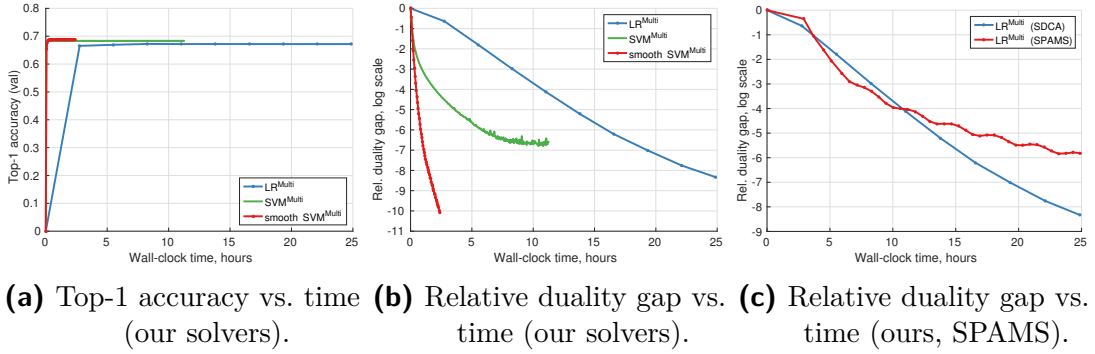 0.8
0.7
0.6
0.5
0.4
0.3
0.2
0.1
0
Top-1 accuracy (val)
LR^Multi
SVM^Multi
smooth SVM^Multi
0 5 10 15 20 25
Wall-clock time, hours
(a) Top-1 accuracy vs. time
(our solvers).
0
-1
-2
-3
-4
-5
-6
-7
-8
-9
-10
-11
Rel. duality gap, log scale
LR^Multi
SVM^Multi
smooth SVM^Multi
0 5 10 15 20 25
Wall-clock time, hours
(b) Relative duality gap vs.
time (our solvers).
0
-1
-2
-3
-4
-5
-6
-7
-8
-9
Rel. duality gap, log scale
LR^Multi (SDCA)
LR^Multi (SPAMS)
0 5 10 15 20 25
Wall-clock time, hours
(c) Relative duality gap vs.
time (ours, SPAMS).